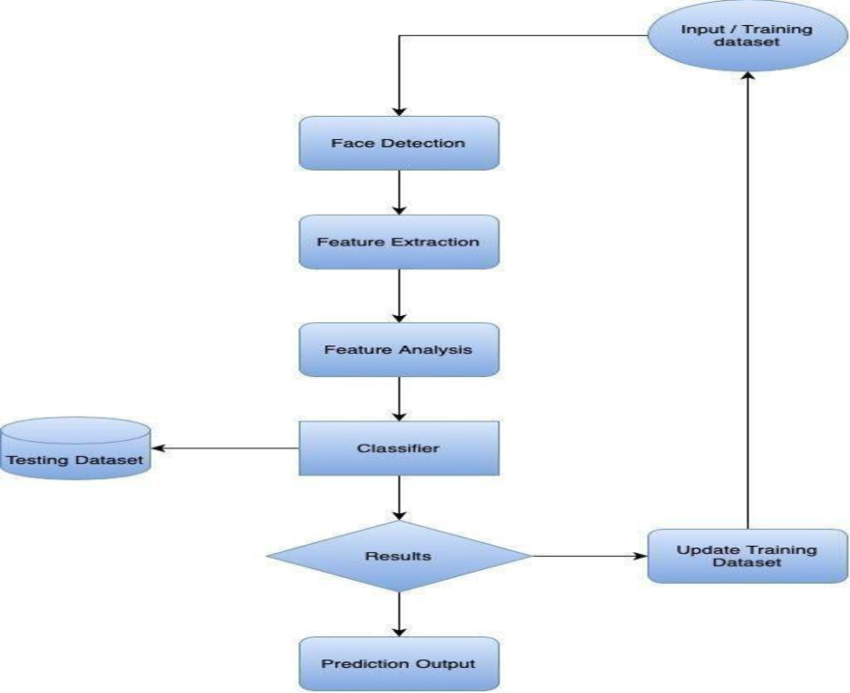 Input / Training
dataset
Face Detection
Feature Extraction
Feature Analysis
Classifier
Testing Dataset
Results
Update Training
Dataset
Prediction Output